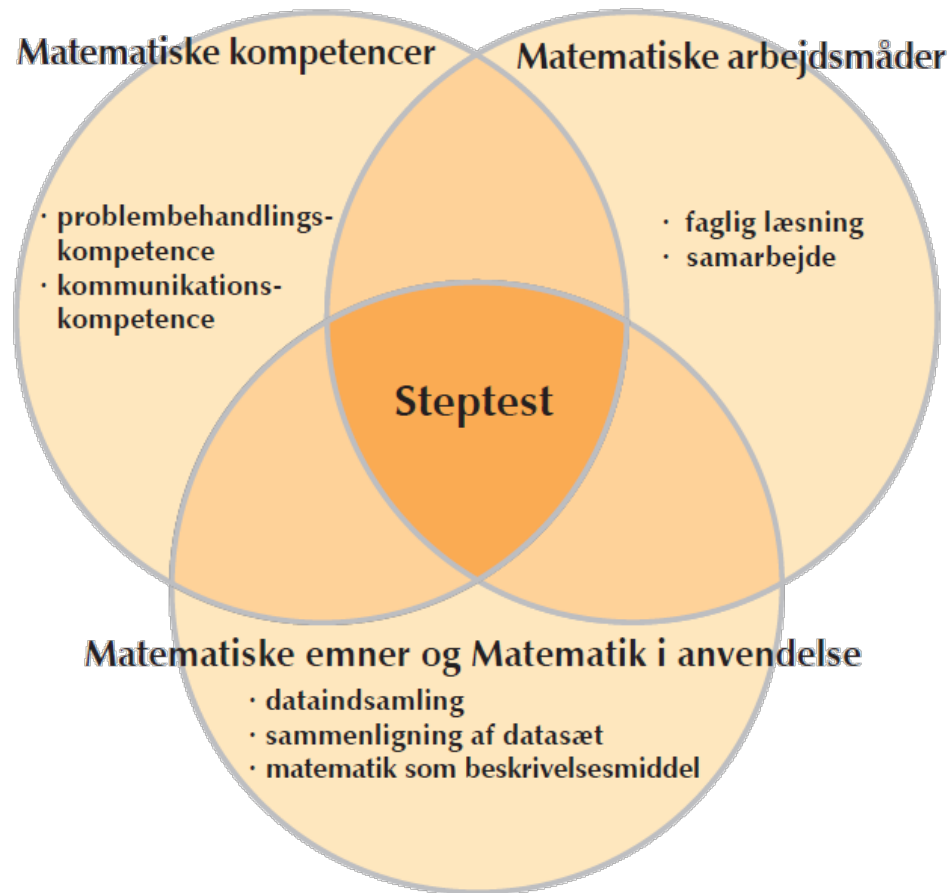 Matematiske kompetencer
Matematiske arbejdsmåder
· problembehandlings-
kompetence
· kommunikations-
kompetence
· faglig læsning
· samarbejde
Steptest
Matematiske emner og Matematik i anvendelse
· dataindsamling
· sammenligning af datasæt
· matematik som beskrivelsesmiddel